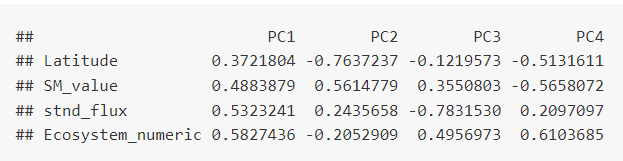 ## PC1 PC2 PC3 PC4
## Latitude 0.3721804 -0.7637237 -0.1219573 -0.5131611
## SM_value 0.4883879 0.5614779 0.3550803 -0.5658072
## stnd_flux 0.5323241 0.2435658 -0.7831530 0.2097097
## Ecosystem_numeric 0.5827436 -0.2052909 0.4956973 0.6103685